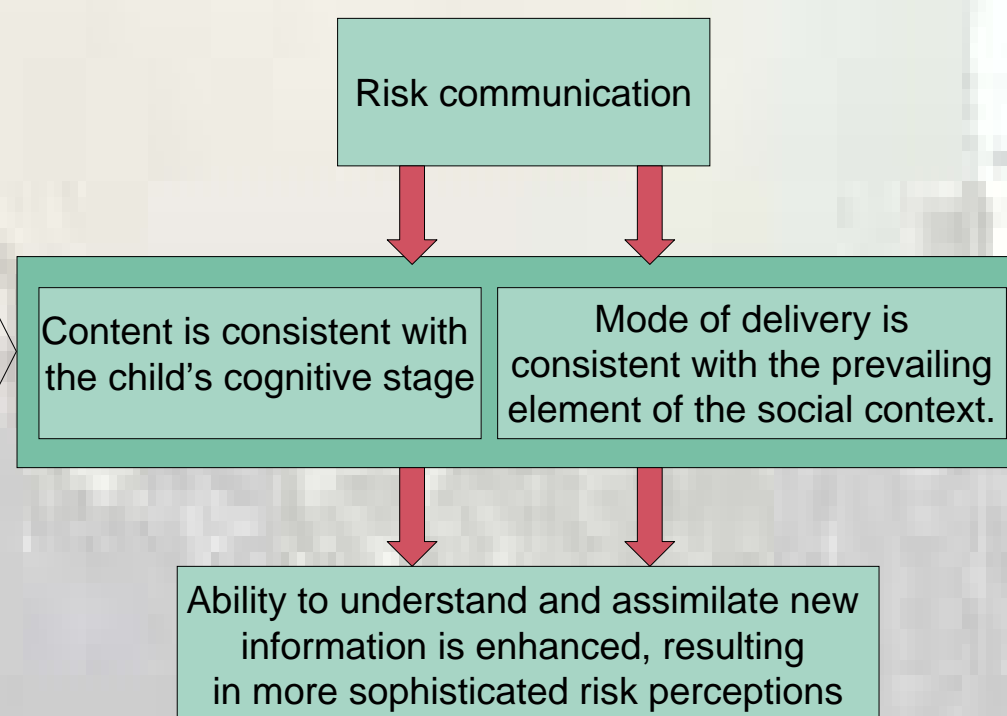 Risk communication
Content is consistent with
the child’s cognitive stage
Mode of delivery is
consistent with the prevailing
element of the social context.
Ability to understand and assimilate new
information is enhanced, resulting
in more sophisticated risk perceptions